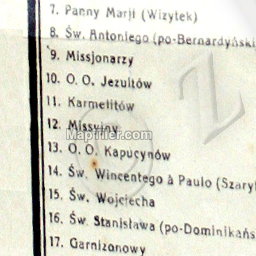 7. Panny Marji (Wizytek)
8. Św. Antoniego (po-Bernardyński
9. Missjonarzy
10. O. O. Jezuitów
11. Karmelitów
12. Missyjny
Mapfiler.com
13. O. O. Kapucynów
14. Św. Wincentego à Paulo (Szary
15. Św. Wojciecha
16. Św. Stanisława (po-Dominikańs
17. Garnizonowy